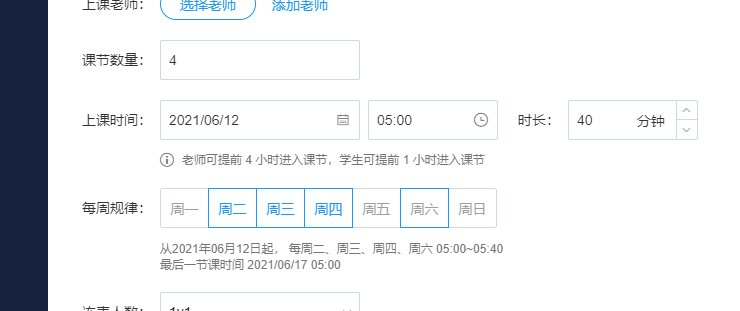 上课老师： 选择老师 添加老师
课节数量： 4
上课时间： 2021/06/12 05:00 时长： 40 分钟
老师可提前 4 小时进入课节，学生可提前 1 小时进入课节
每周规律： 周一 周二 周三 周四 周五 周六 周日
从2021年06月12日起， 每周二、周三、周四、周六 05:00~05:40
最后一节课时间 2021/06/17 05:00
1v1